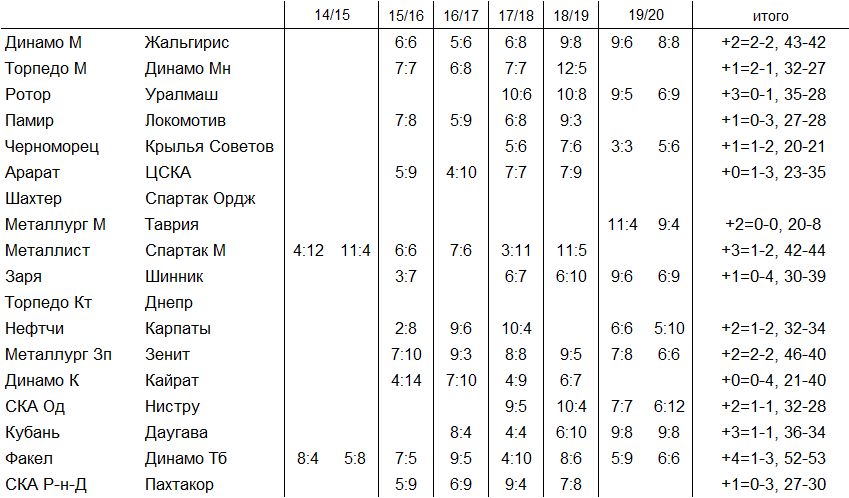 14/15 15/16 16/17 17/18 18/19 19/20 итого
Динамо М Жальгирис 6:6 5:6 6:8 9:8 9:6 8:8 +2=2-2, 43-42
Торпедо М Динамо Мн 7:7 6:8 7:7 12:5 +1=2-1, 32-27
Ротор Уралмаш 10:6 10:8 9:5 6:9 +3=0-1, 35-28
Памир Локомотив 7:8 5:9 6:8 9:3 +1=0-3, 27-28
Черноморец Крылья Советов 5:6 7:6 3:3 5:6 +1=1-2, 20-21
Арарат ЦСКА 5:9 4:10 7:7 7:9 +0=1-3, 23-35
Шахтер Спартак Ордж
Металлург М Таврия 11:4 9:4 +2=0-0, 20-8
Металлист Спартак М 4:12 11:4 6:6 7:6 3:11 11:5 +3=1-2, 42-44
Заря Шинник 3:7 6:7 6:10 9:6 6:9 +1=0-4, 30-39
Торпедо Кт Днепр
Нефтчи Карпаты 2:8 9:6 10:4 6:6 5:10 +2=1-2, 32-34
Металлург Зп Зенит 7:10 9:3 8:8 9:5 7:8 6:6 +2=2-2, 46-40
Динамо К Кайрат 4:14 7:10 4:9 6:7 +0=0-4, 21-40
СКА Од Нистру 9:5 10:4 7:7 6:12 +2=1-1, 32-28
Кубань Даугава 8:4 4:4 6:10 9:8 9:8 +3=1-1, 36-34
Факел Динамо Тб 8:4 5:8 7:5 9:5 4:10 8:6 5:9 6:6 +4=1-3, 52-53
СКА Р-н-Д Пахтакор 5:9 6:9 9:4 7:8 +1=0-3, 27-30